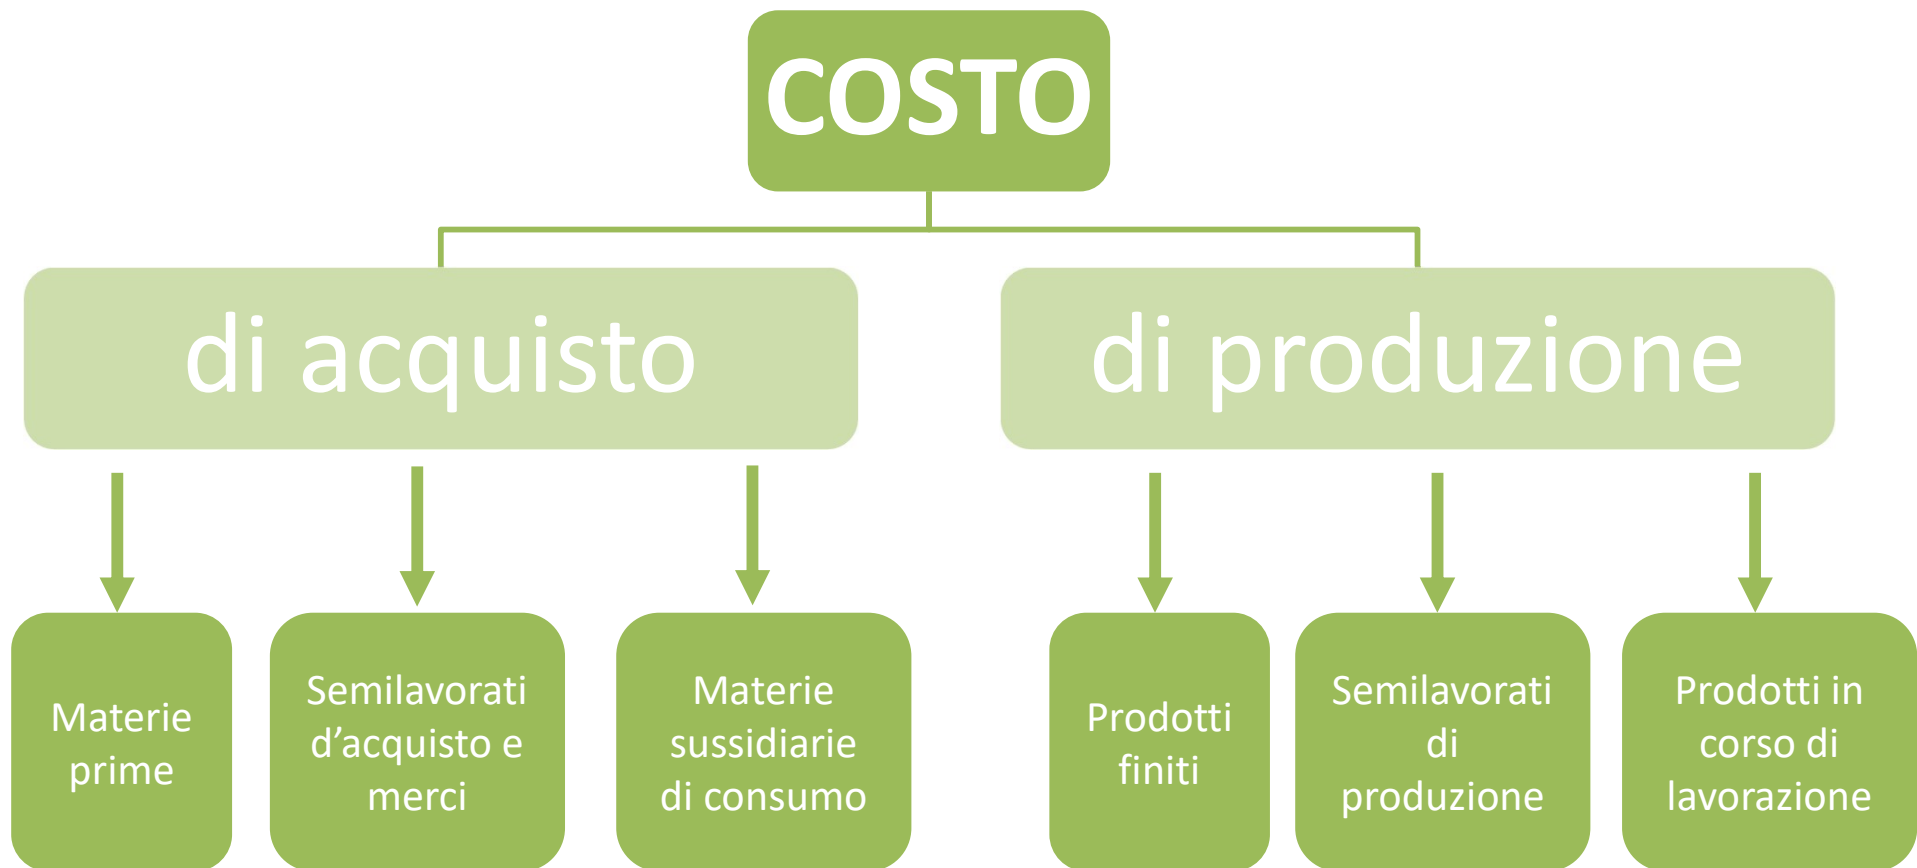 COSTO
di acquisto
di produzione
Materie
prime
Semilavorati
d’acquisto e
merci
Materie
sussidiarie
di consumo
Prodotti
finiti
Semilavorati
di
produzione
Prodotti in
corso di
lavorazione